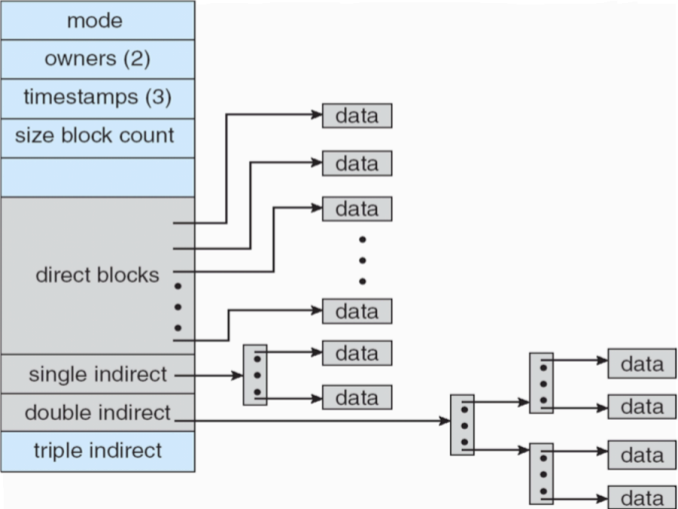 mode
owners (2)
timestamps (3)
size block count
direct blocks
single indirect
double indirect
triple indirect
data
data
data
data
data
data
data
data
data
data